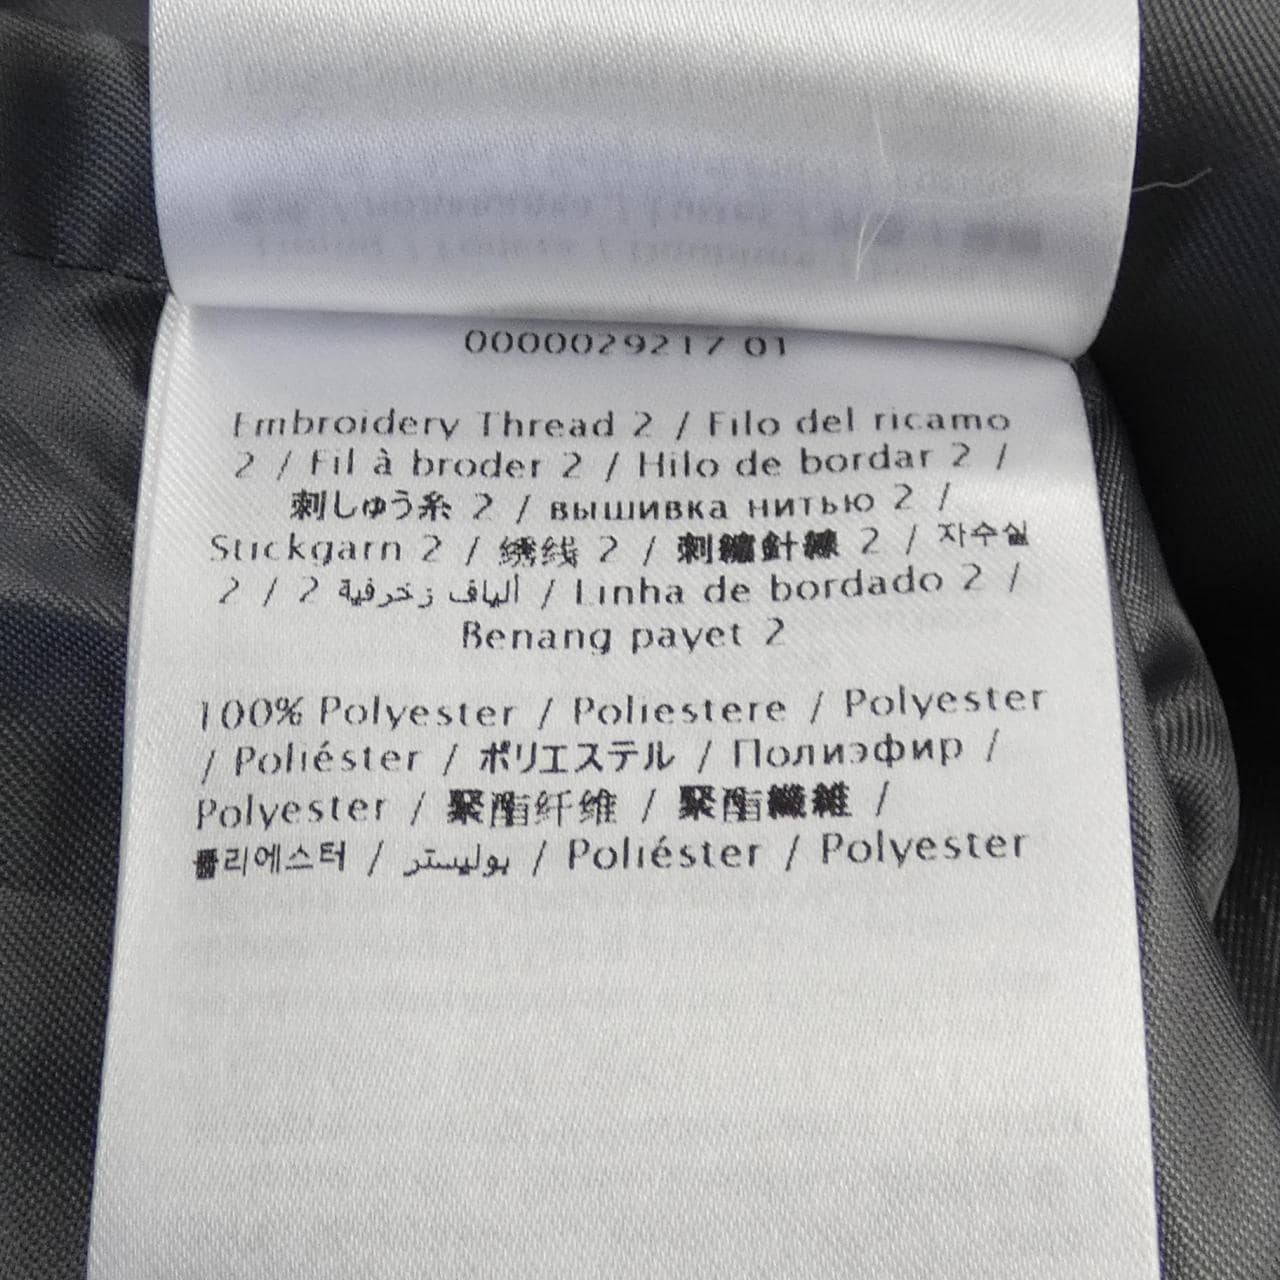 0000029217 01
Embroidery Thread 2 / Filo del ricamo
2 / Fil à broder 2 / Hilo de bordar 2 /
刺しゅう糸 2 / вышивка нитью 2 /
Stickgarn 2 / 绣线 2 / 刺繡針線 2 / 자수실
2 / ألياف زخرفية 2 / Linha de bordado 2 /
Benang payet 2
100% Polyester / Poliestere / Polyester
/ Poliéster / ポリエステル / Полиэфир /
Polyester / 聚酯纤维 / 聚酯纖維 /
폴리에스터 / بوليستر / Poliéster / Polyester